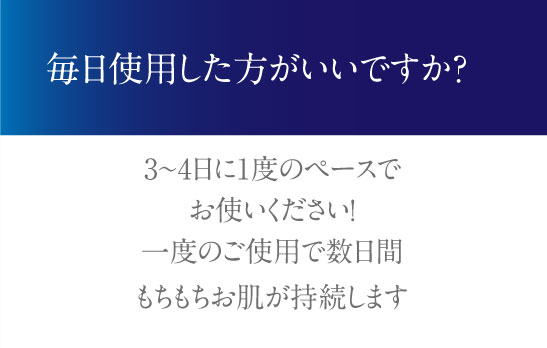 毎日使用した方がいいですか?
3~4日に1度のペースで
お使いください!
一度のご使用で数日間
もちもちお肌が持続します